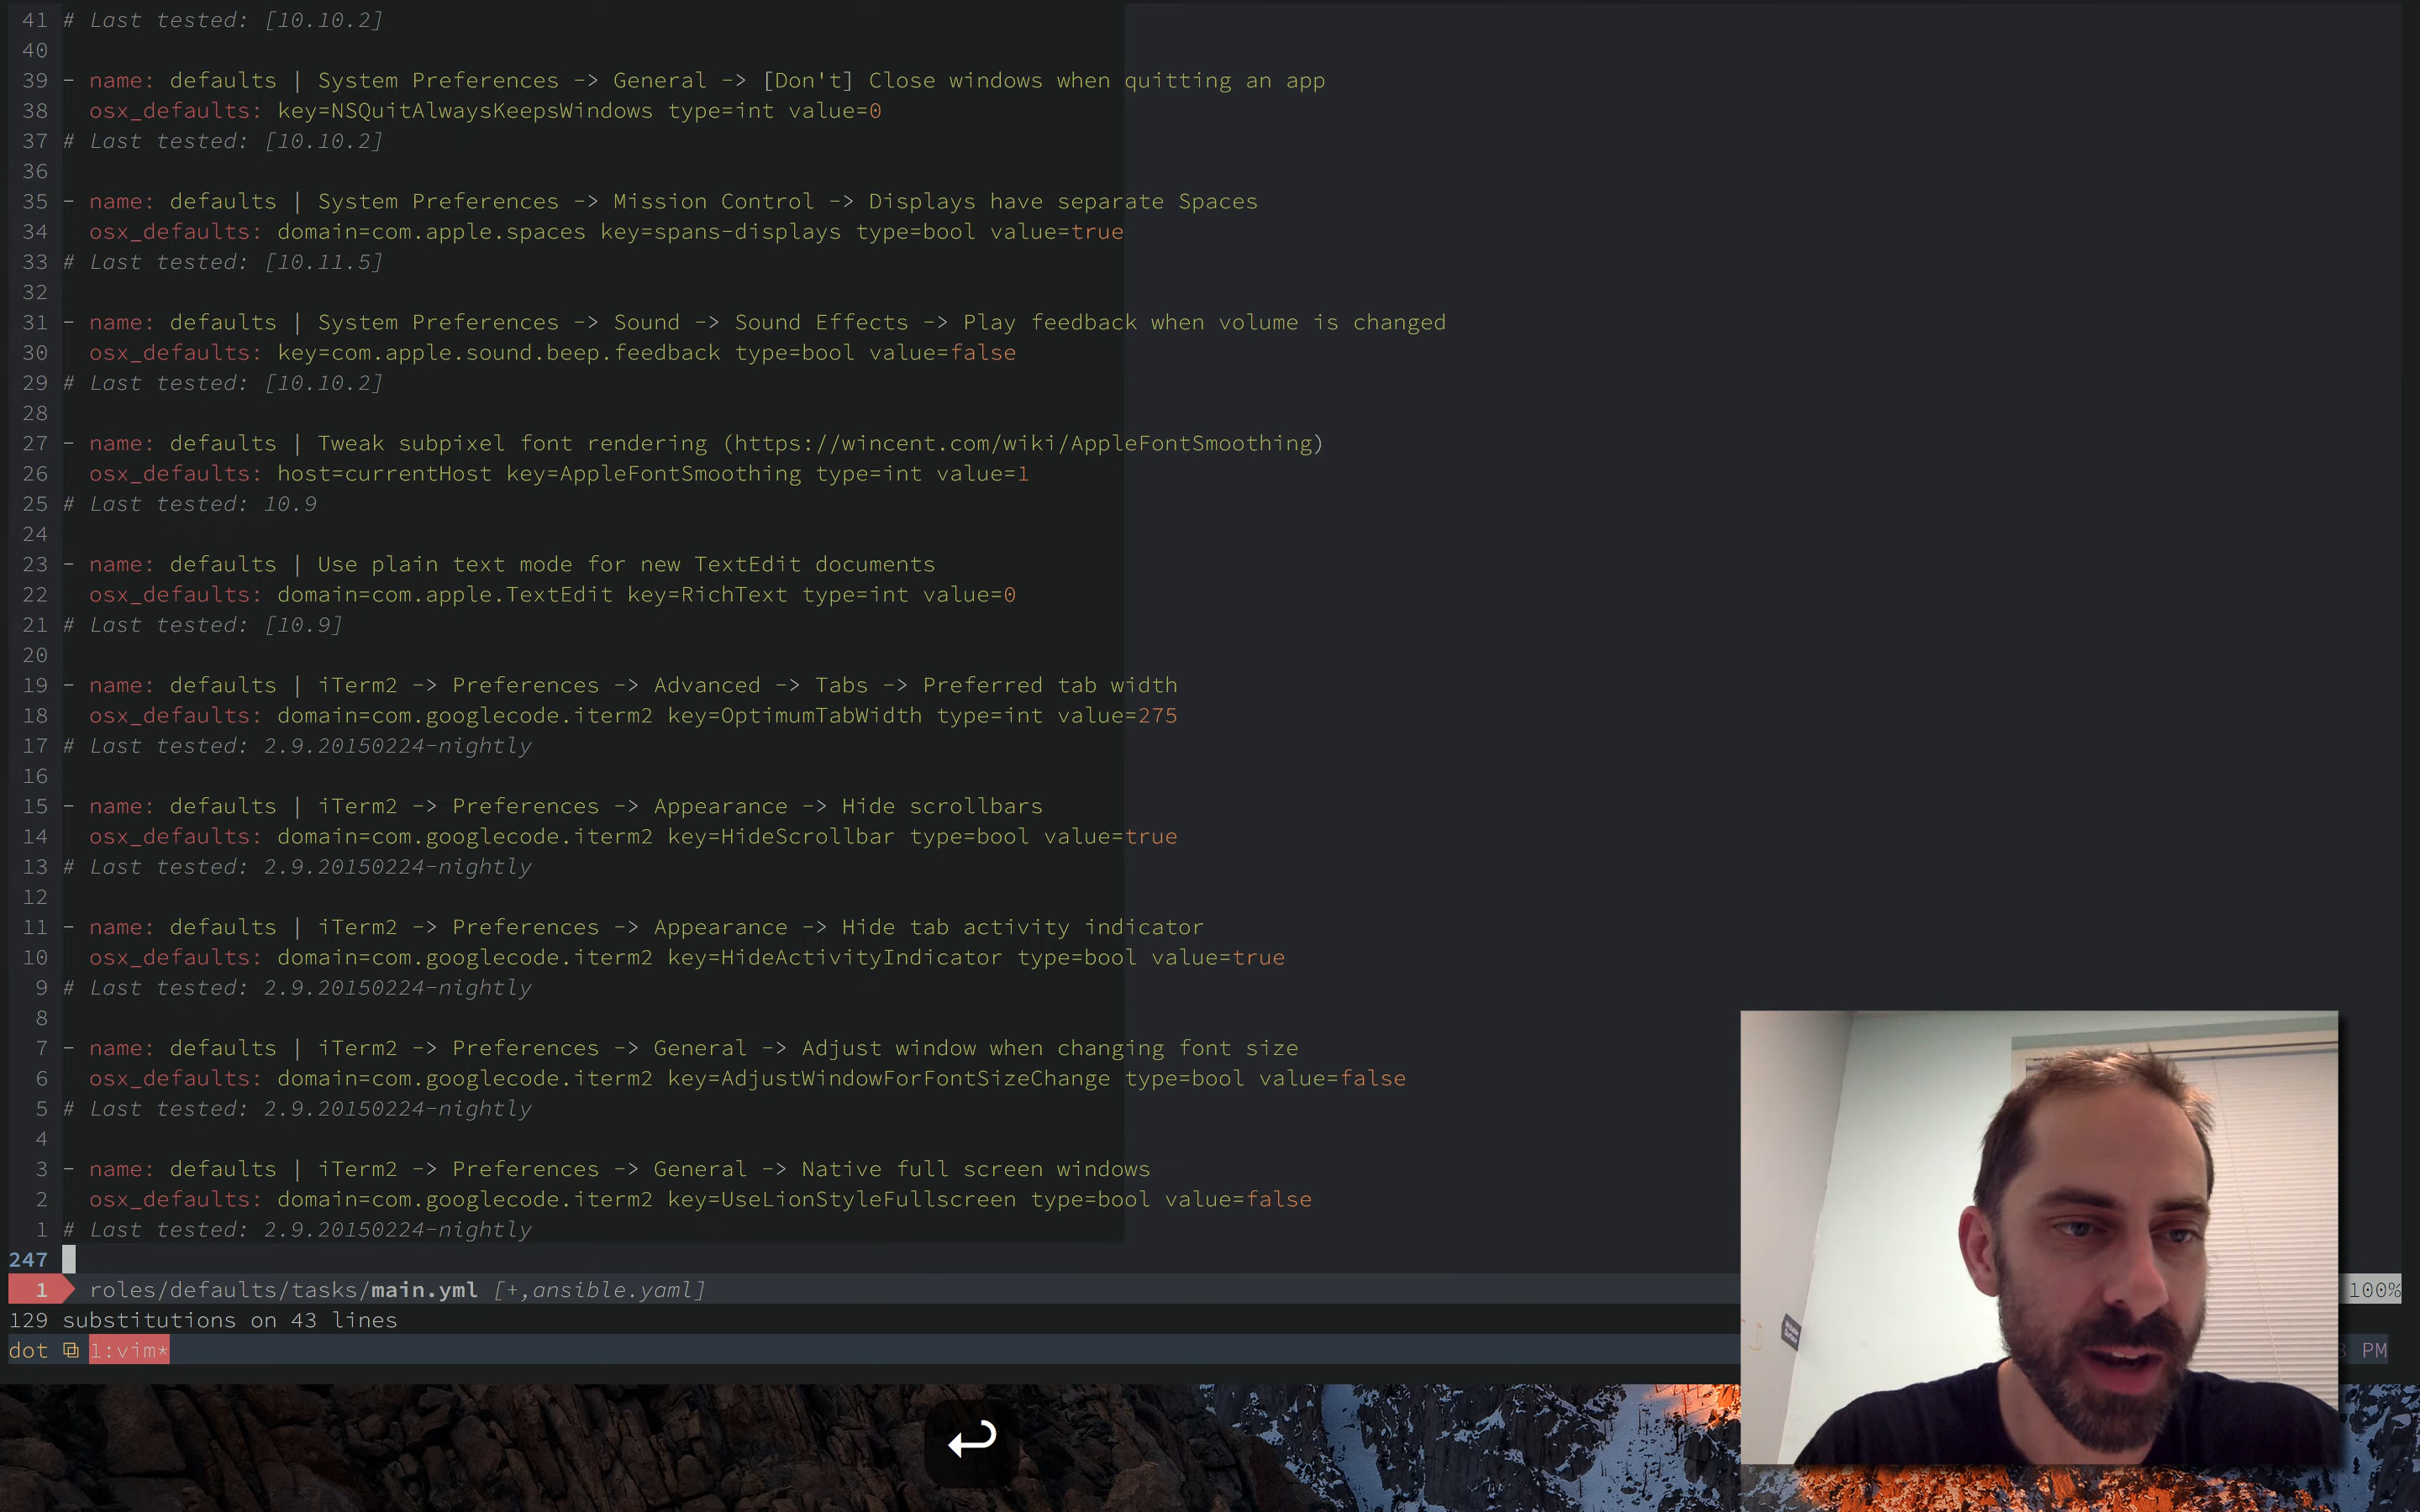 41 # Last tested: [10.10.2]
40
39 - name: defaults | System Preferences -> General -> [Don't] Close windows when quitting an app
38   osx_defaults: key=NSQuitAlwaysKeepsWindows type=int value=0
37 # Last tested: [10.10.2]
36
35 - name: defaults | System Preferences -> Mission Control -> Displays have separate Spaces
34   osx_defaults: domain=com.apple.spaces key=spans-displays type=bool value=true
33 # Last tested: [10.11.5]
32
31 - name: defaults | System Preferences -> Sound -> Sound Effects -> Play feedback when volume is changed
30   osx_defaults: key=com.apple.sound.beep.feedback type=bool value=false
29 # Last tested: [10.10.2]
28
27 - name: defaults | Tweak subpixel font rendering (https://wincent.com/wiki/AppleFontSmoothing)
26   osx_defaults: host=currentHost key=AppleFontSmoothing type=int value=1
25 # Last tested: 10.9
24
23 - name: defaults | Use plain text mode for new TextEdit documents
22   osx_defaults: domain=com.apple.TextEdit key=RichText type=int value=0
21 # Last tested: [10.9]
20
19 - name: defaults | iTerm2 -> Preferences -> Advanced -> Tabs -> Preferred tab width
18   osx_defaults: domain=com.googlecode.iterm2 key=OptimumTabWidth type=int value=275
17 # Last tested: 2.9.20150224-nightly
16
15 - name: defaults | iTerm2 -> Preferences -> Appearance -> Hide scrollbars
14   osx_defaults: domain=com.googlecode.iterm2 key=HideScrollbar type=bool value=true
13 # Last tested: 2.9.20150224-nightly
12
11 - name: defaults | iTerm2 -> Preferences -> Appearance -> Hide tab activity indicator
10   osx_defaults: domain=com.googlecode.iterm2 key=HideActivityIndicator type=bool value=true
9 # Last tested: 2.9.20150224-nightly
8
7 - name: defaults | iTerm2 -> Preferences -> General -> Adjust window when changing font size
6   osx_defaults: domain=com.googlecode.iterm2 key=AdjustWindowForFontSizeChange type=bool value=false
5 # Last tested: 2.9.20150224-nightly
4
3 - name: defaults | iTerm2 -> Preferences -> General -> Native full screen windows
2   osx_defaults: domain=com.googlecode.iterm2 key=UseLionStyleFullscreen type=bool value=false
1 # Last tested: 2.9.20150224-nightly
247
1 roles/defaults/tasks/main.yml [+,ansible.yaml] 100%
129 substitutions on 43 lines
dot 1:vim* PM